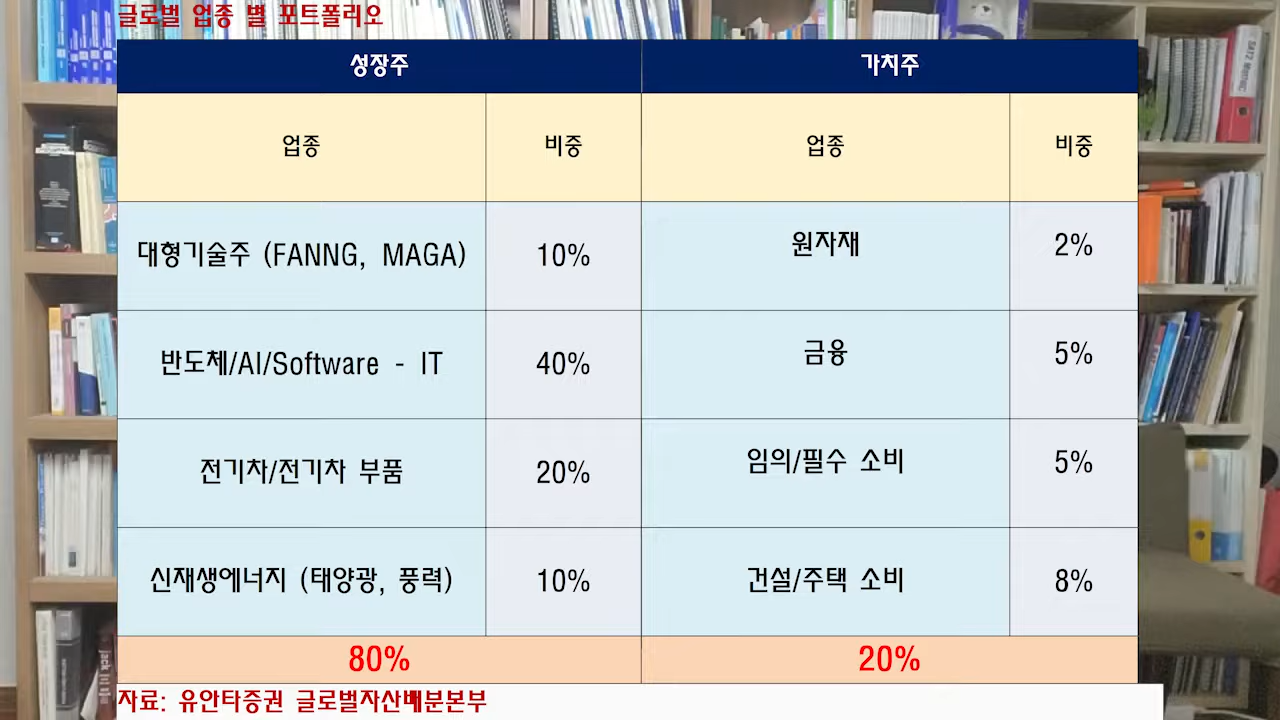 글로벌 업종 별 포트폴리오
성장주 가치주
업종 비중 업종 비중
대형기술주 (FANNG, MAGA) 10% 원자재 2%
반도체/AI/Software - IT 40% 금융 5%
전기차/전기차 부품 20% 임의/필수 소비 5%
신재생에너지 (태양광, 풍력) 10% 건설/주택 소비 8%
80% 20%
자료: 유안타증권 글로벌자산배분본부